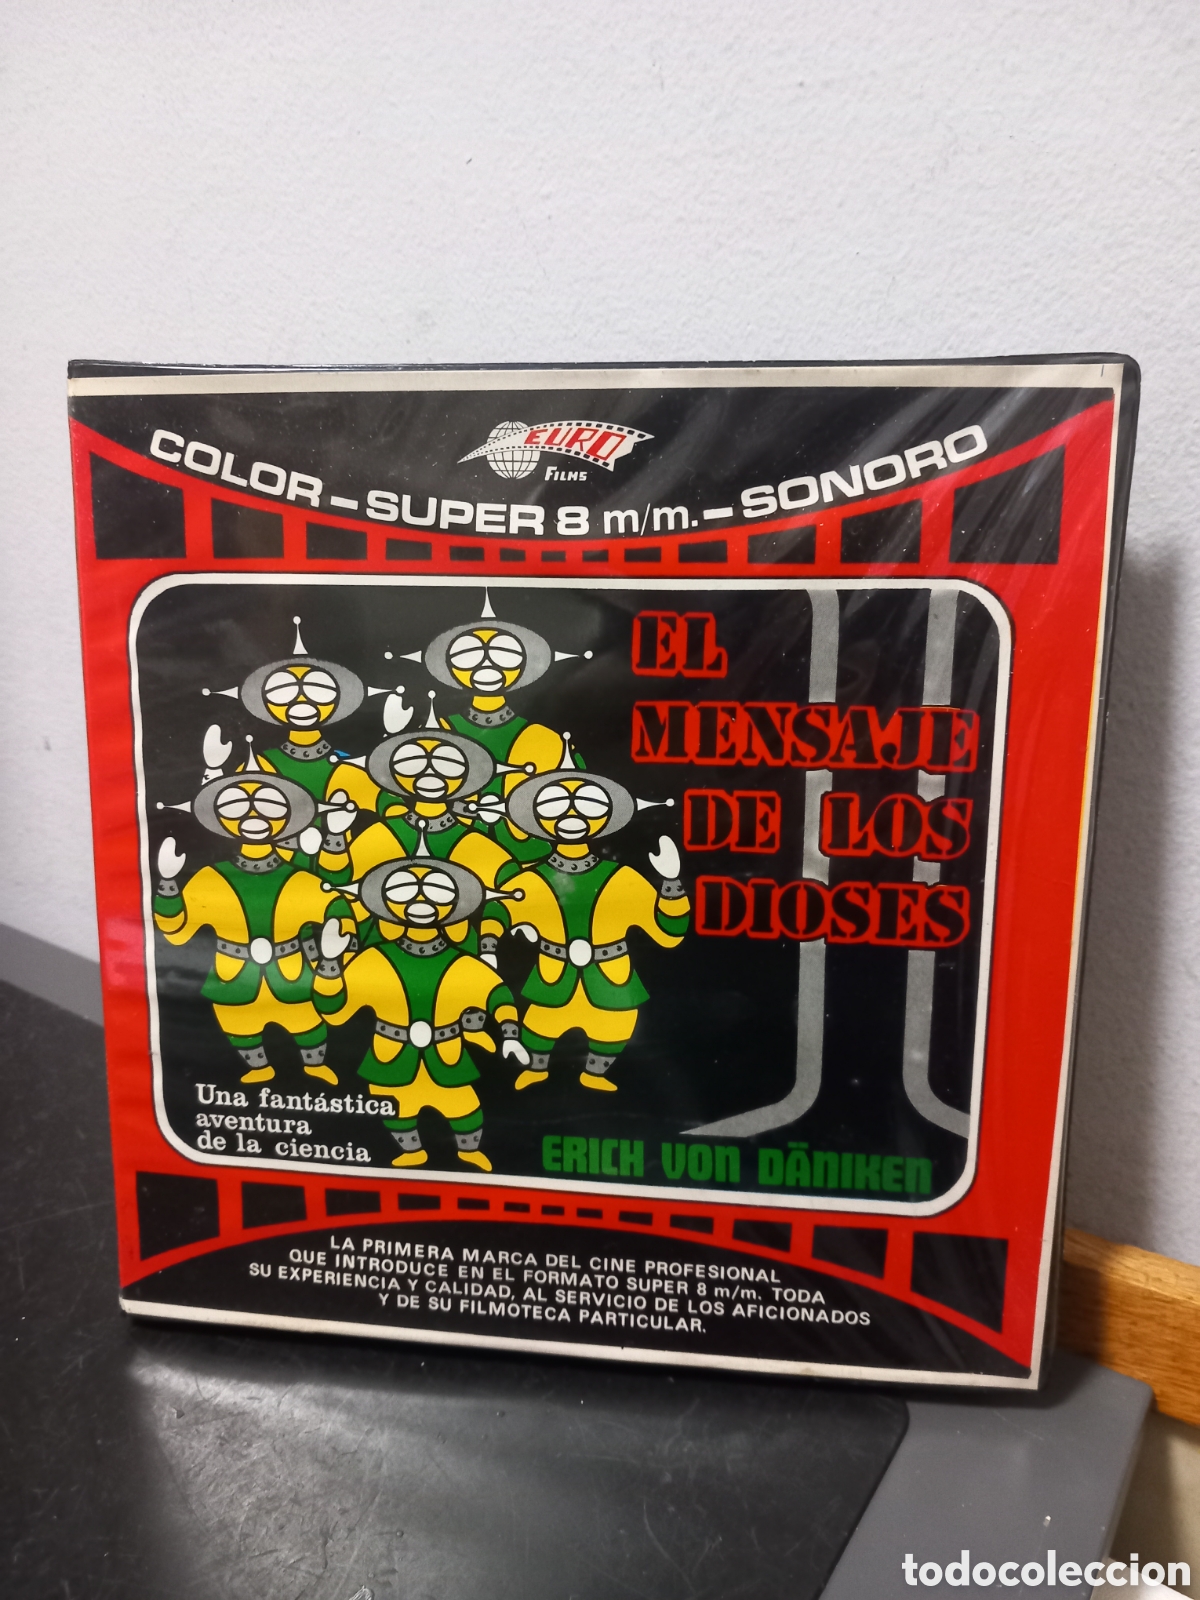 EURO
FILMS
COLOR - SUPER 8 m/m. - SONORO
EL
MENSAJE
DE LOS
DIOSES
Una fantástica
aventura
de la ciencia
ERICH VON DÄNIKEN
LA PRIMERA MARCA DEL CINE PROFESIONAL
QUE INTRODUCE EN EL FORMATO SUPER 8 m/m. TODA
SU EXPERIENCIA Y CALIDAD, AL SERVICIO DE LOS AFICIONADOS
Y DE SU FILMOTECA PARTICULAR.
todocoleccion